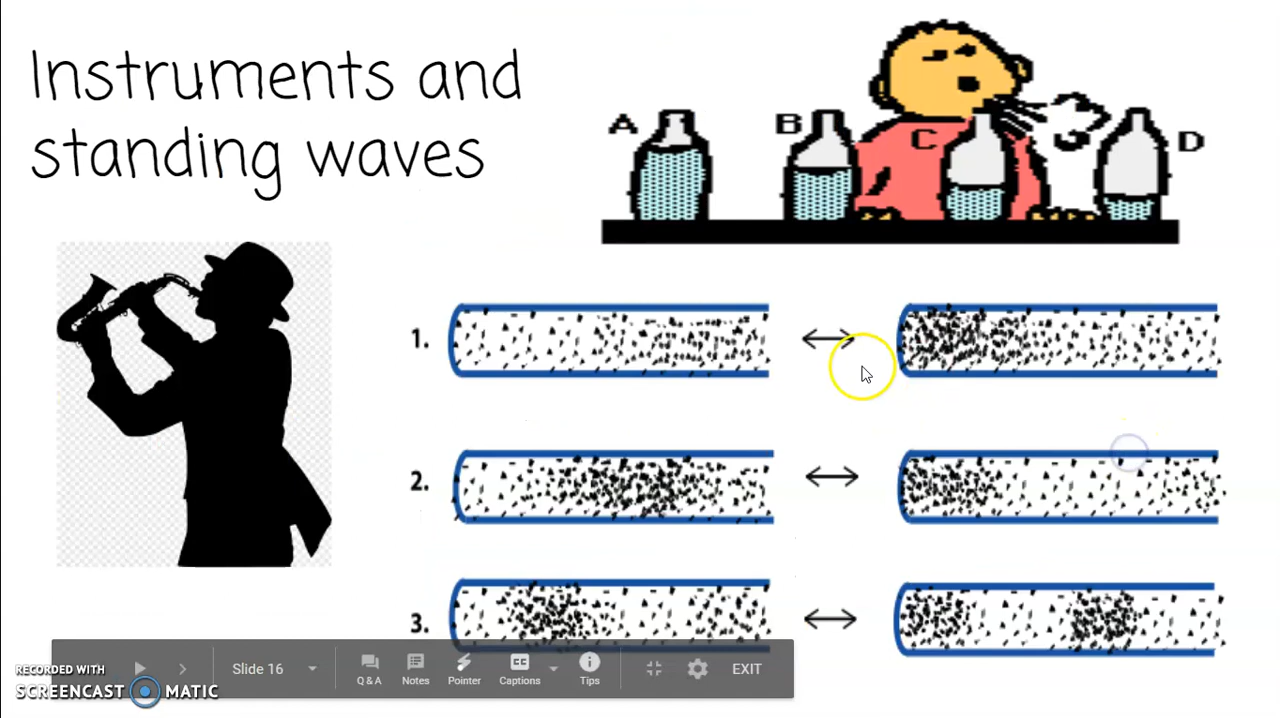 Instruments and
standing waves
A
B
C
D
1.
2.
3.
Slide 16
Q & A
Notes
Pointer
Captions
Tips
EXIT
RECORDED WITH
SCREENCAST MATIC